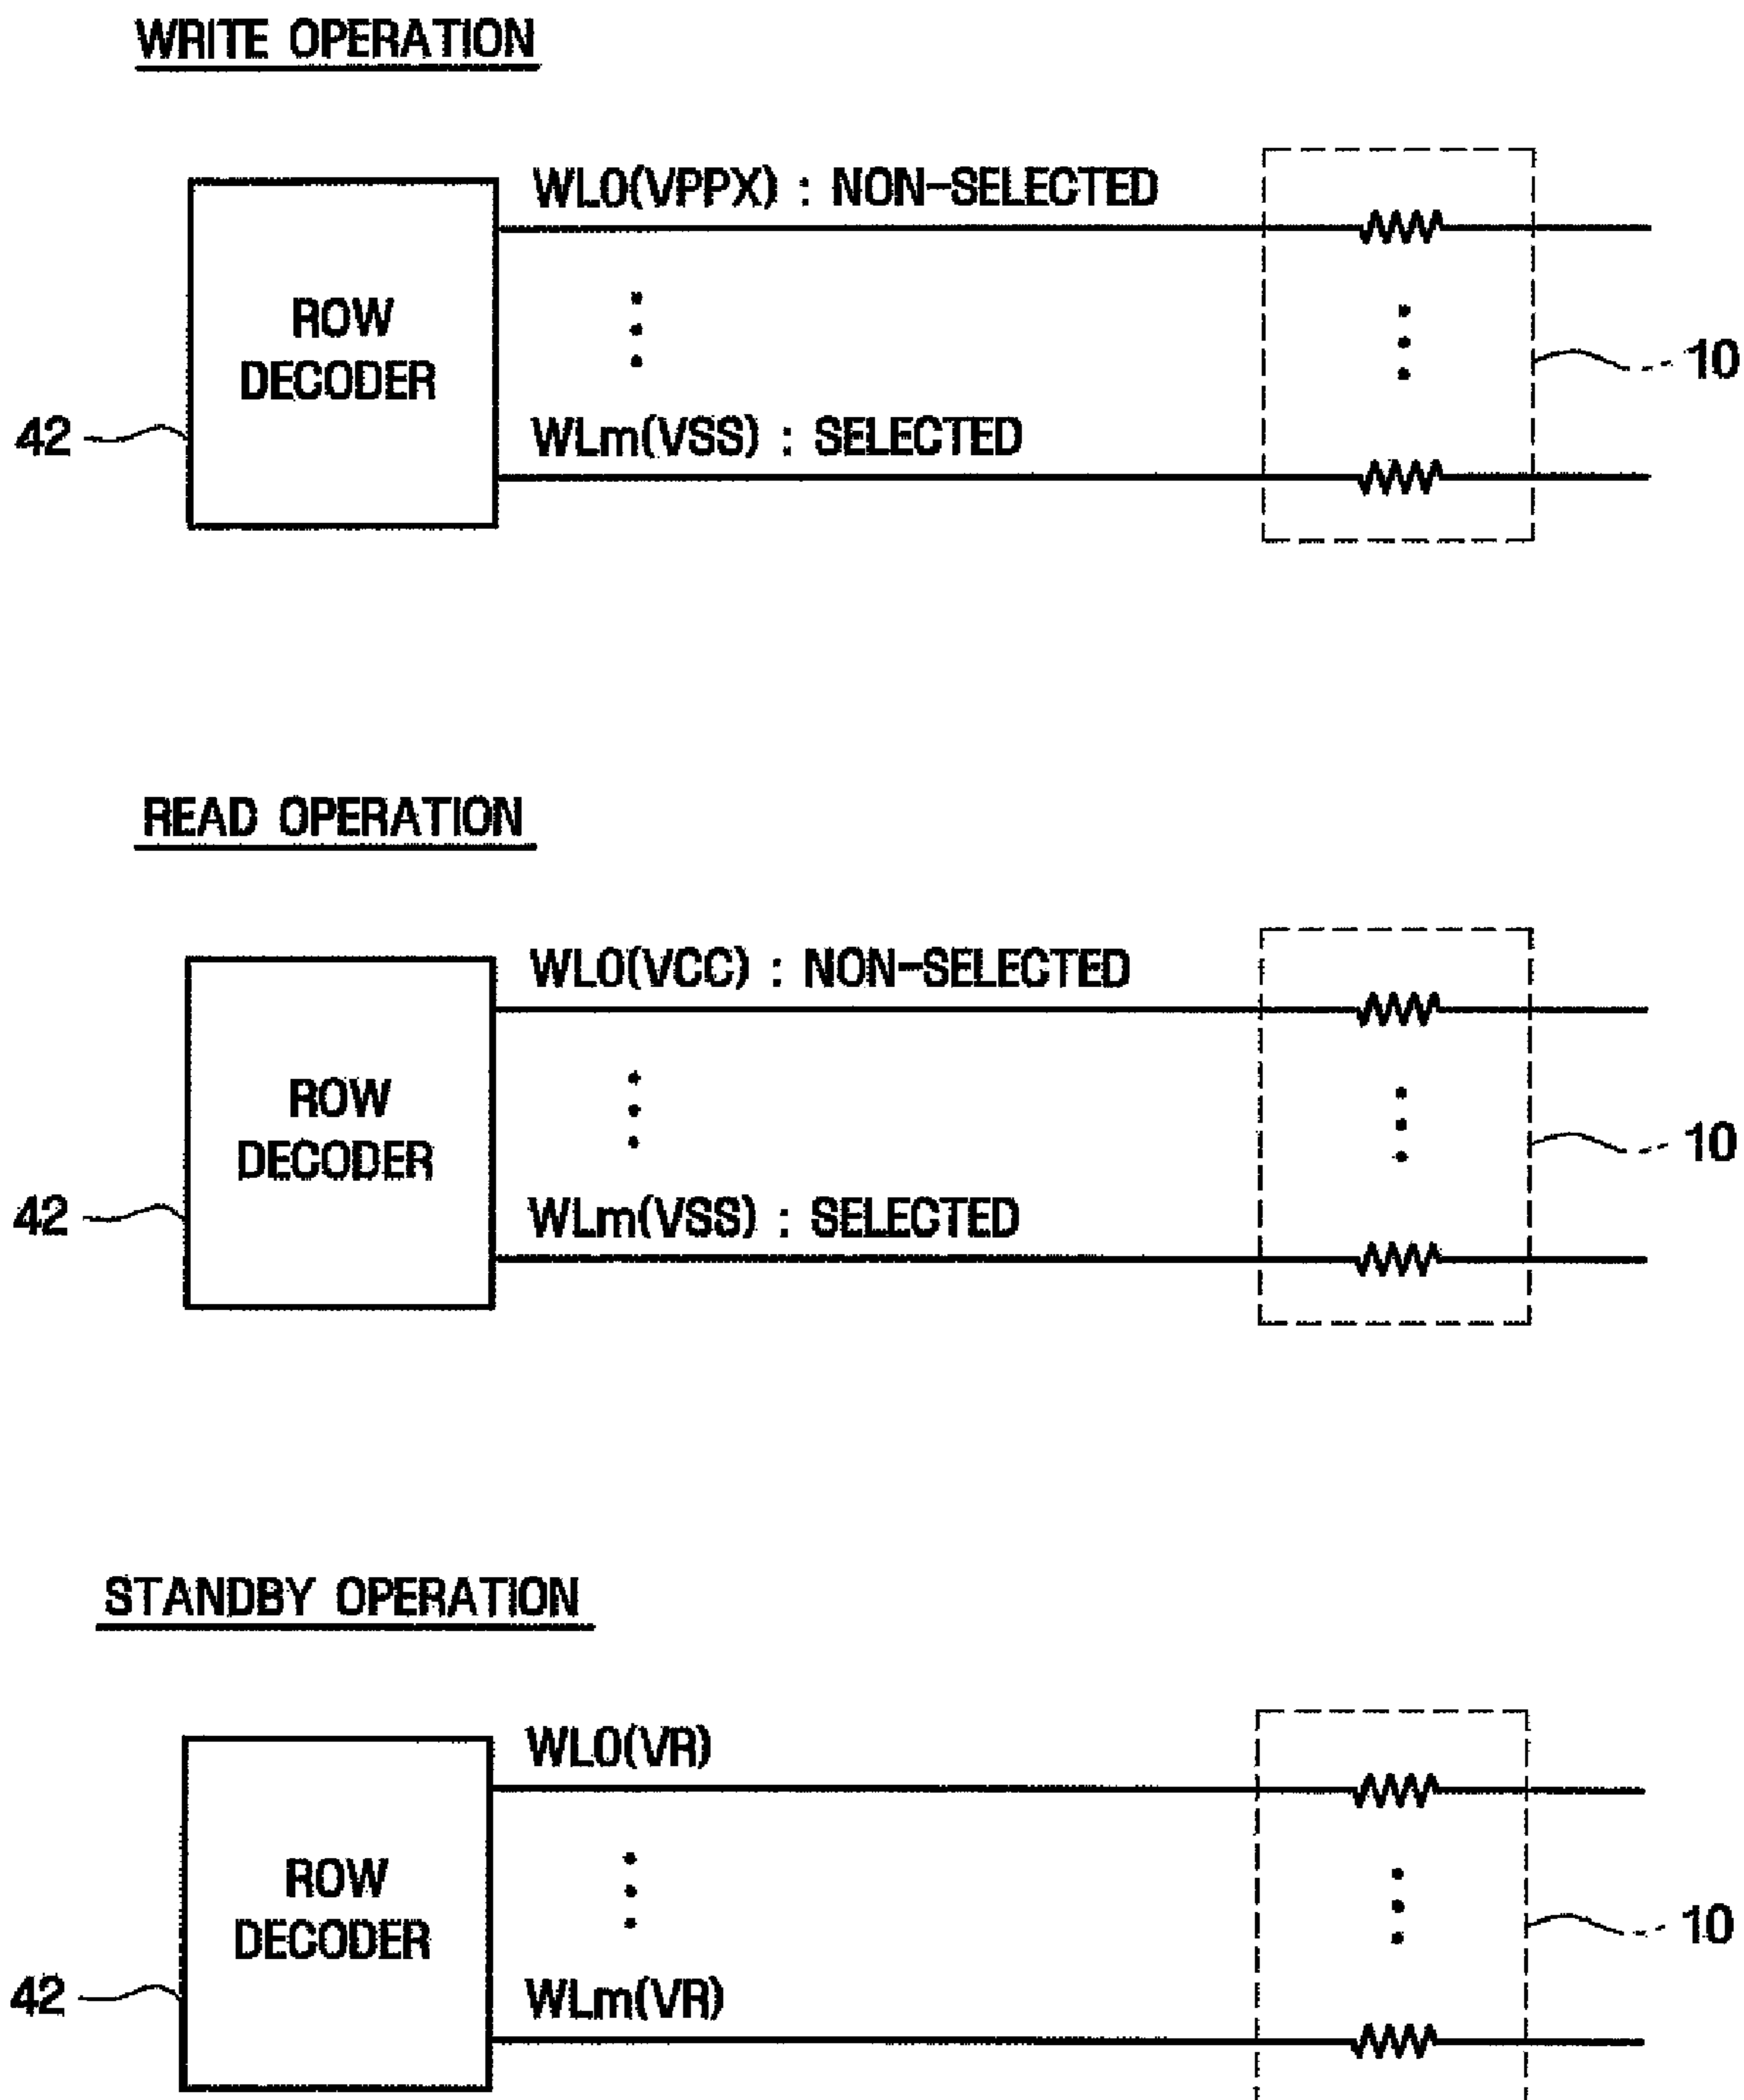 WRITE OPERATION
WL0(VPPX) : NON-SELECTED
ROW
DECODER
10
42
WLm(VSS) : SELECTED
READ OPERATION
WL0(VCC) : NON-SELECTED
ROW
DECODER
10
42
WLm(VSS) : SELECTED
STANDBY OPERATION
WL0(VR)
ROW
DECODER
10
42
WLm(VR)